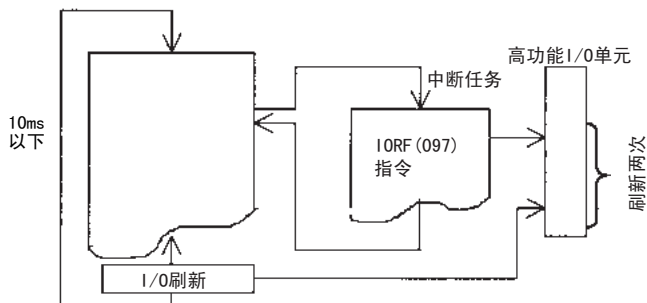 高功能I/O单元
中断任务
10ms
以下
IORF(097)
指令
刷新两次
I/O刷新